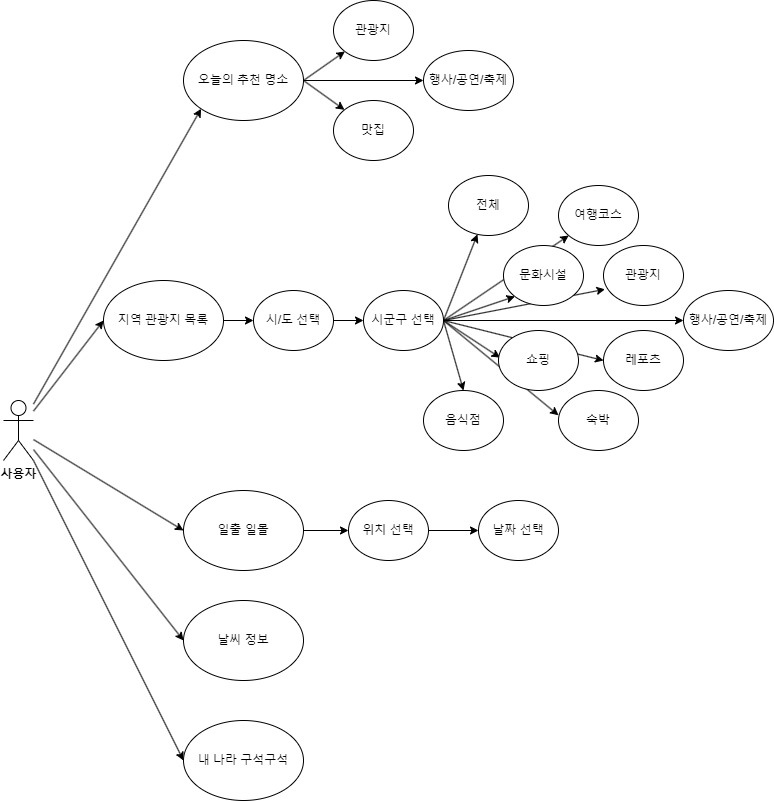 관광지
오늘의 추천 명소
행사/공연/축제
맛집
전체
여행코스
문화시설
관광지
지역 관광지 목록
시/도 선택
시군구 선택
행사/공연/축제
쇼핑
레포츠
음식점
숙박
사용자
일출 일몰
위치 선택
날짜 선택
날씨 정보
내 나라 구석구석